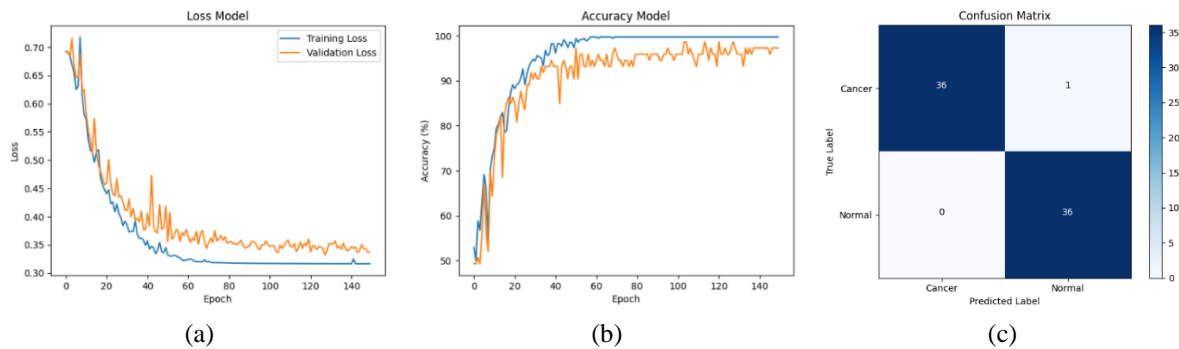 Loss Model
Training Loss
Validation Loss
0.70
0.65
0.60
0.55
0.50
0.45
0.40
0.35
0.30
Loss
0 20 40 60 80 100 120 140
Epoch
(a)
Accuracy Model
100
90
80
70
60
50
Accuracy (%)
0 20 40 60 80 100 120 140
Epoch
(b)
Confusion Matrix
Cancer
Normal
True Label
36 1
0 36
Cancer Normal
Predicted Label
35
30
25
20
15
10
5
0
(c)